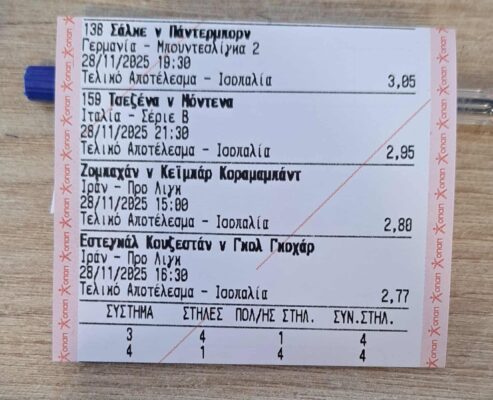 138 Σάλκε ν Πάντερμπορν
Γερμανία - Μπουντεσλίγκα 2
28/11/2025 19:30
Τελικό Αποτέλεσμα - Ισοπαλία 3,05
159 Τσεζένα ν Μόντενα
Ιταλία - Σέριε Β
28/11/2025 21:30
Τελικό Αποτέλεσμα - Ισοπαλία 2,95
Ζομπαχάν ν Κεϊμπάρ Κοραμαμπάντ
Ιράν - Προ Λιγκ
28/11/2025 15:00
Τελικό Αποτέλεσμα - Ισοπαλία 2,80
Εστεγκλάλ Κουζεστάν ν Γκολ Γκοχάρ
Ιράν - Προ Λιγκ
28/11/2025 16:30
Τελικό Αποτέλεσμα - Ισοπαλία 2,77
ΣΥΣΤΗΜΑ ΣΤΗΛΕΣ ΠΟΛ/ΗΣ ΣΤΗΛ. ΣΥΝ.ΣΤΗΛ.
3 4 1 4
4 1 4 4
οπαπ